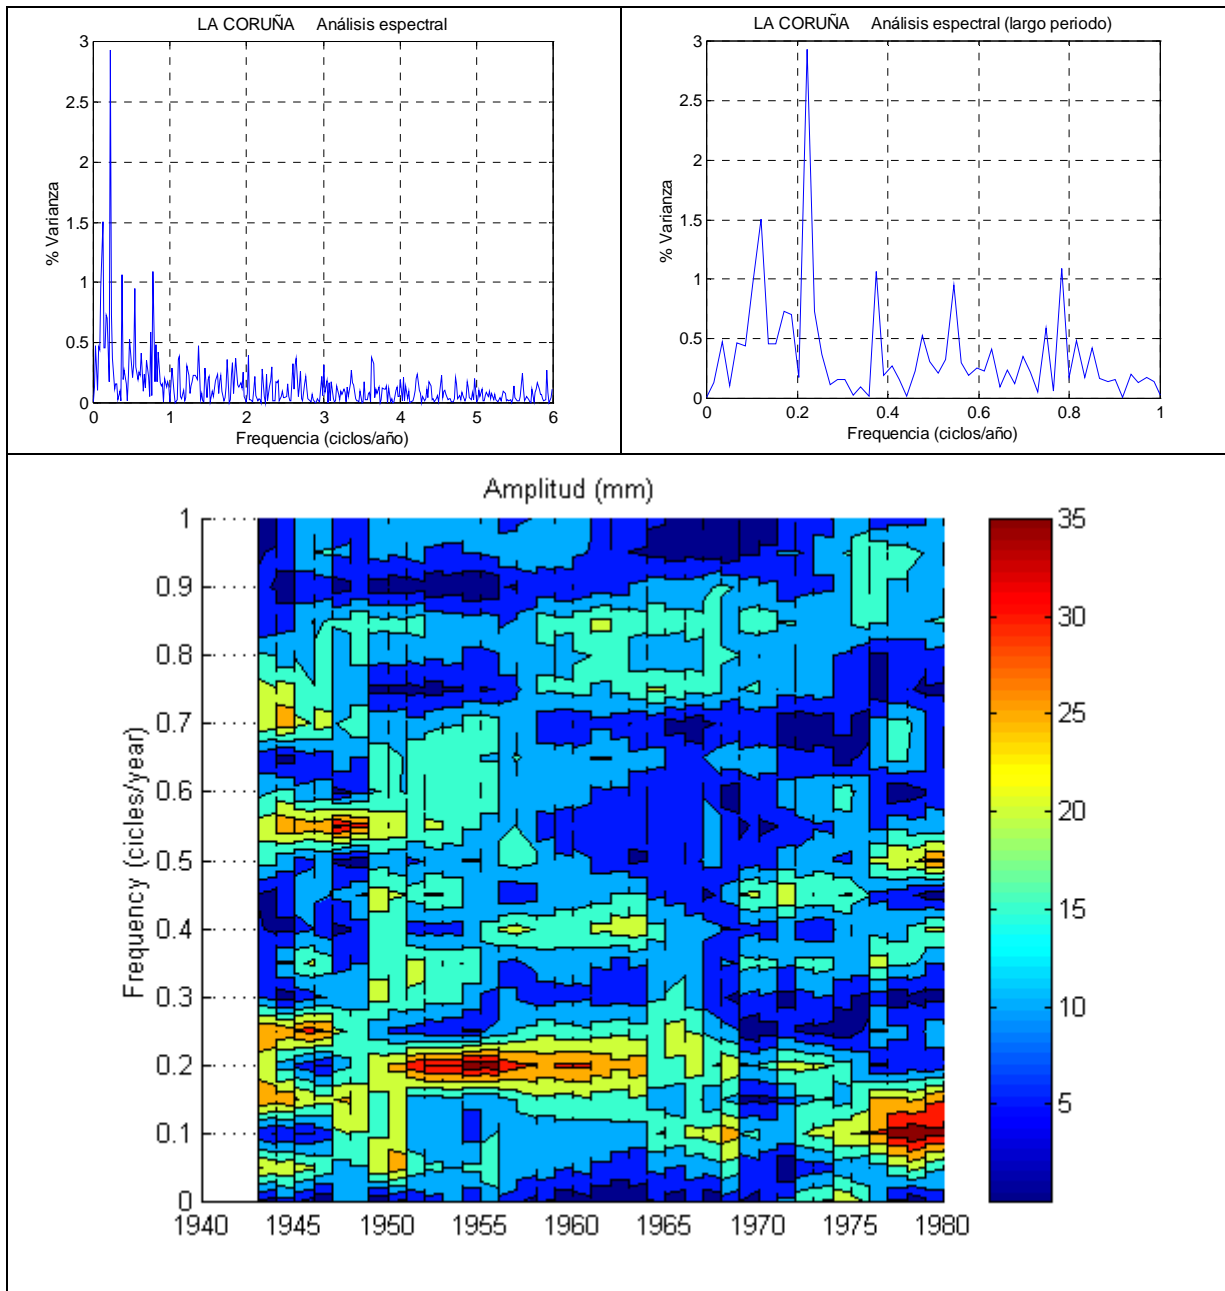 LA CORUÑA Análisis espectral
3
2.5
2
1.5
1
0.5
0
% Varianza
0 1 2 3 4 5 6
Frequencia (ciclos/año)
LA CORUÑA Análisis espectral (largo periodo)
3
2.5
2
1.5
1
0.5
0
% Varianza
0 0.2 0.4 0.6 0.8 1
Frequencia (ciclos/año)
Amplitud (mm)
1
0.9
0.8
0.7
0.6
0.5
0.4
0.3
0.2
0.1
0
Frequency (cicles/year)
1940 1945 1950 1955 1960 1965 1970 1975 1980
35
30
25
20
15
10
5